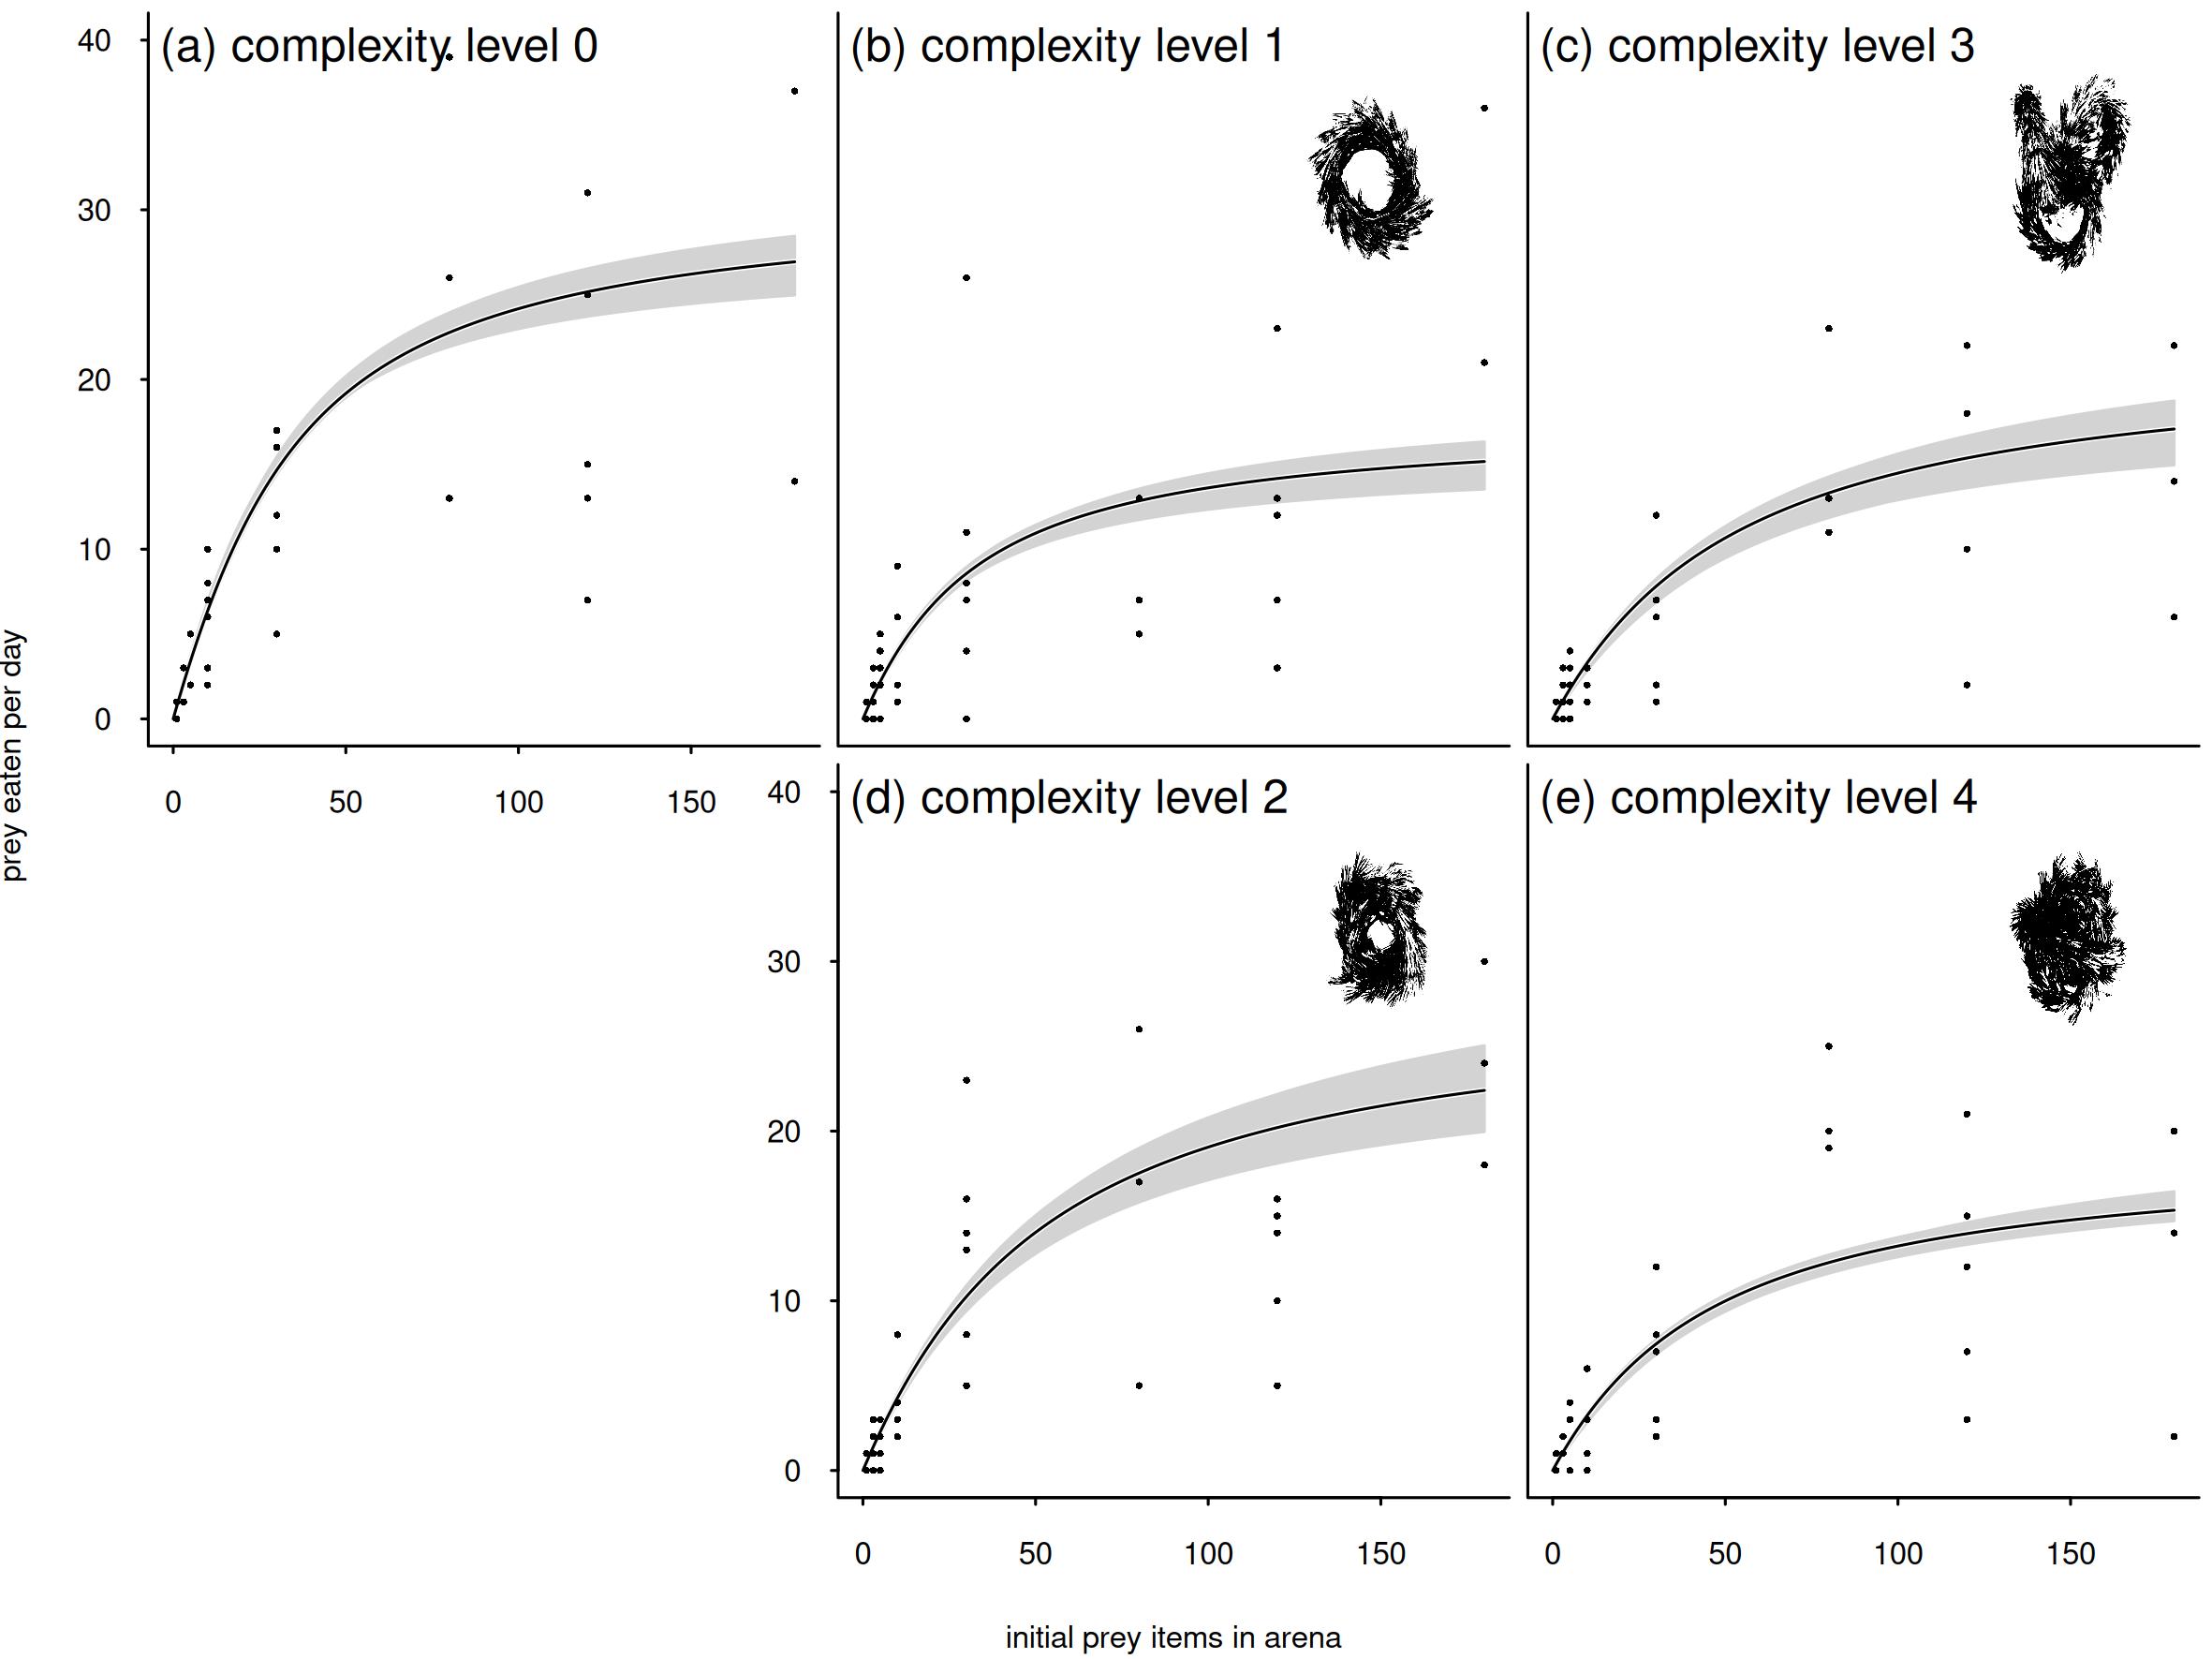 (a) complexity level 0
(b) complexity level 1
(c) complexity level 3
40
30
20
10
0
0 50 100 150
prey eaten per day
(d) complexity level 2
(e) complexity level 4
40
30
20
10
0
0 50 100 150
0 50 100 150
initial prey items in arena